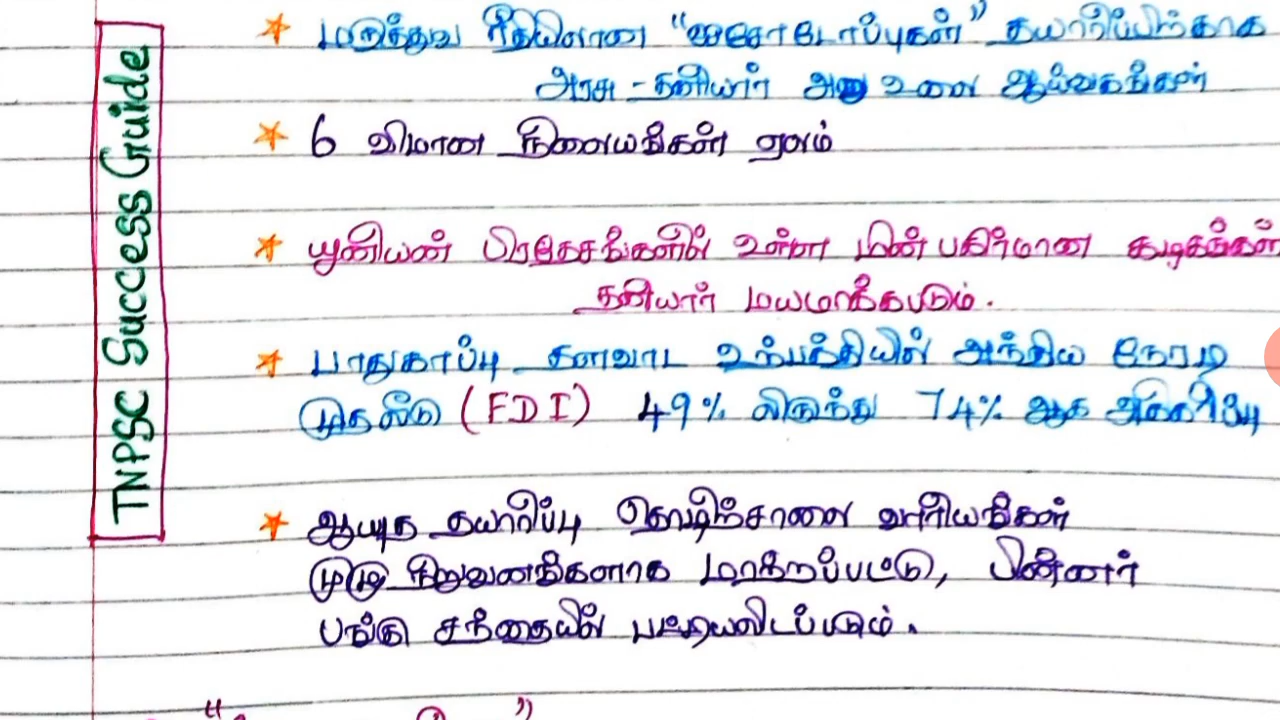 TNPSC Success Guide
* மருத்துவ ரீதியிலான "ஐசோடோப்புகள்" தயாரிப்பிற்காக
அரசு - தனியார் அணு உலை ஆய்வகங்கள்
* 6 விமான நிலையங்கள் ஏலம்
* யூனியன் பிரதேசங்களில் உள்ள மின் பகிர்மான கழகங்கள்
தனியார் மயமாக்கபடும்.
* பாதுகாப்பு தளவாட உற்பத்தியில் அந்திய நேரடி
முதலீடு (FDI) 49% லிருந்து 74% ஆக அதிகரிப்பு
* ஆயுத தயாரிப்பு தொழிற்சாலை வாரியங்கள்
முழு நிறுவனங்களாக மாற்றப்பட்டு, பின்னர்
பங்கு சந்தையில் பட்டியலிடப்படும்.